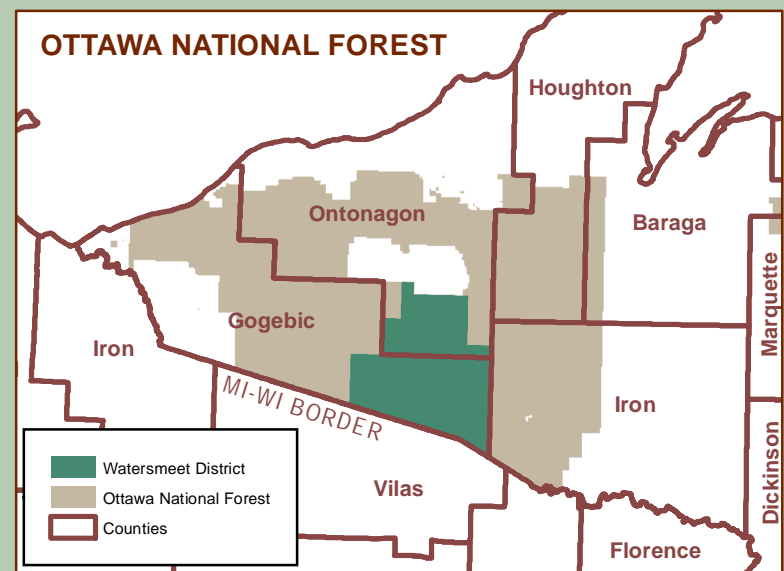 OTTAWA NATIONAL FOREST
Houghton
Ontonagon
Baraga
Marquette
Gogebic
Iron
Iron
MI-WI BORDER
Dickinson
Vilas
Florence
Watersmeet District
Ottawa National Forest
Counties